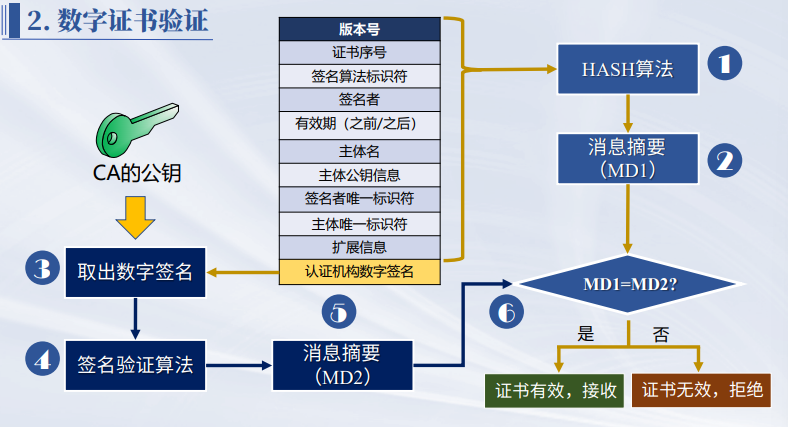 2. 数字证书验证
版本号
证书序号
签名算法标识符
签名者
有效期（之前/之后）
主体名
主体公钥信息
签名者唯一标识符
主体唯一标识符
扩展信息
认证机构数字签名
CA的公钥
HASH算法
1
消息摘要
（MD1）
2
3
取出数字签名
4
签名验证算法
5
消息摘要
（MD2）
6
MD1=MD2?
是
否
证书有效，接收
证书无效，拒绝